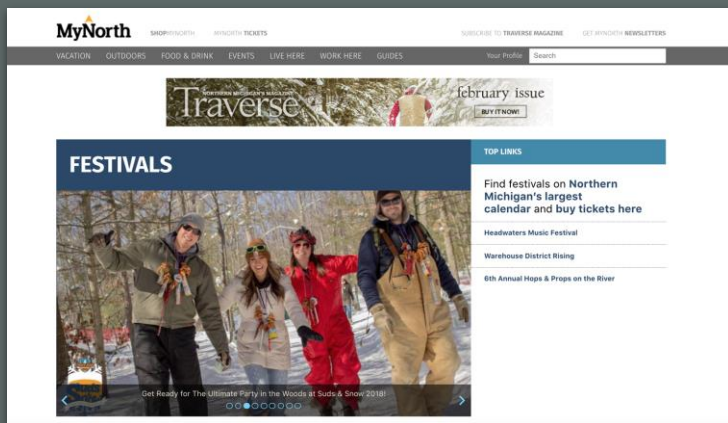 MyNorth
SHOPMYNORTH MYNORTH TICKETS SUBSCRIBE TO TRAVERSE MAGAZINE GET MYNORTH NEWSLETTERS
VACATION OUTDOORS FOOD & DRINK EVENTS LIVE HERE WORK HERE GUIDES Your Profile Search
NORTHERN MICHIGAN'S MAGAZINE
Traverse
february issue
BUY IT NOW!
FESTIVALS
TOP LINKS
Find festivals on Northern
Michigan's largest
calendar and buy tickets here
Headwaters Music Festival
Warehouse District Rising
6th Annual Hops & Props on the River
Get Ready for The Ultimate Party in the Woods at Suds & Snow 2018!